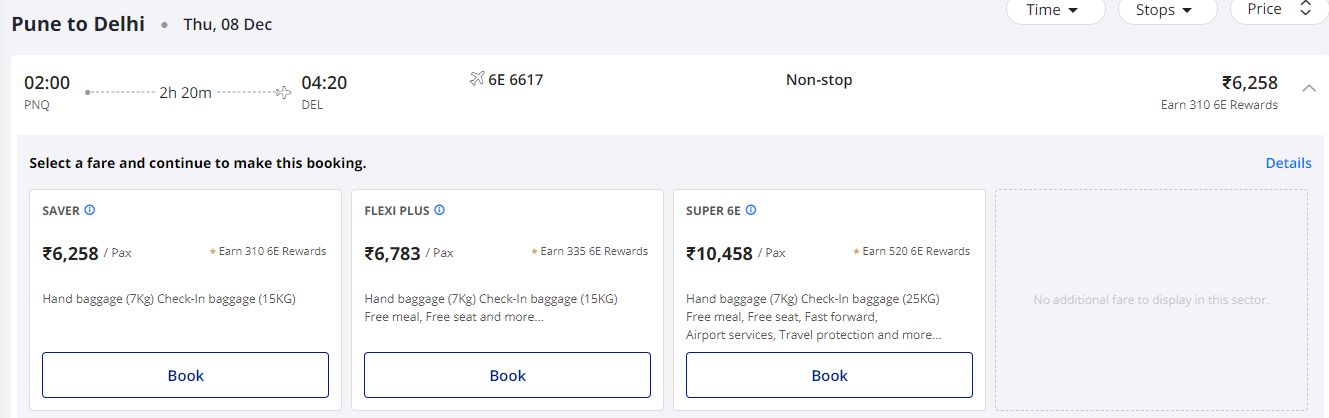 Pune to Delhi • Thu, 08 Dec
Time Stops Price
02:00 2h 20m 04:20 6E 6617 Non-stop ₹6,258
PNQ DEL Earn 310 6E Rewards
Select a fare and continue to make this booking. Details
SAVER
₹6,258 / Pax * Earn 310 6E Rewards
Hand baggage (7Kg) Check-In baggage (15KG)
Book
FLEXI PLUS
₹6,783 / Pax * Earn 335 6E Rewards
Hand baggage (7Kg) Check-In baggage (15KG)
Free meal, Free seat and more...
Book
SUPER 6E
₹10,458 / Pax * Earn 520 6E Rewards
Hand baggage (7Kg) Check-In baggage (25KG)
Free meal, Free seat, Fast forward,
Airport services, Travel protection and more...
Book
No additional fare to display in this sector.